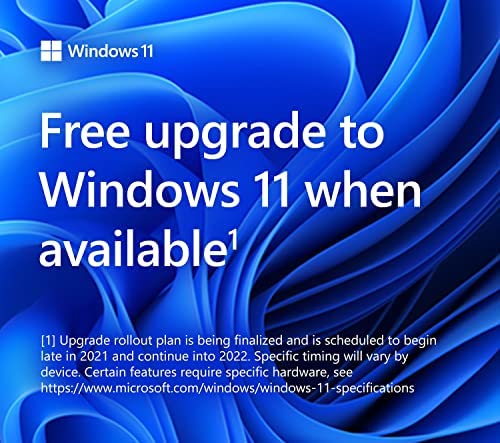 Windows 11
Free upgrade to
Windows 11 when
available¹
[1] Upgrade rollout plan is being finalized and is scheduled to begin
late in 2021 and continue into 2022. Specific timing will vary by
device. Certain features require specific hardware, see
https://www.microsoft.com/windows/windows-11-specifications